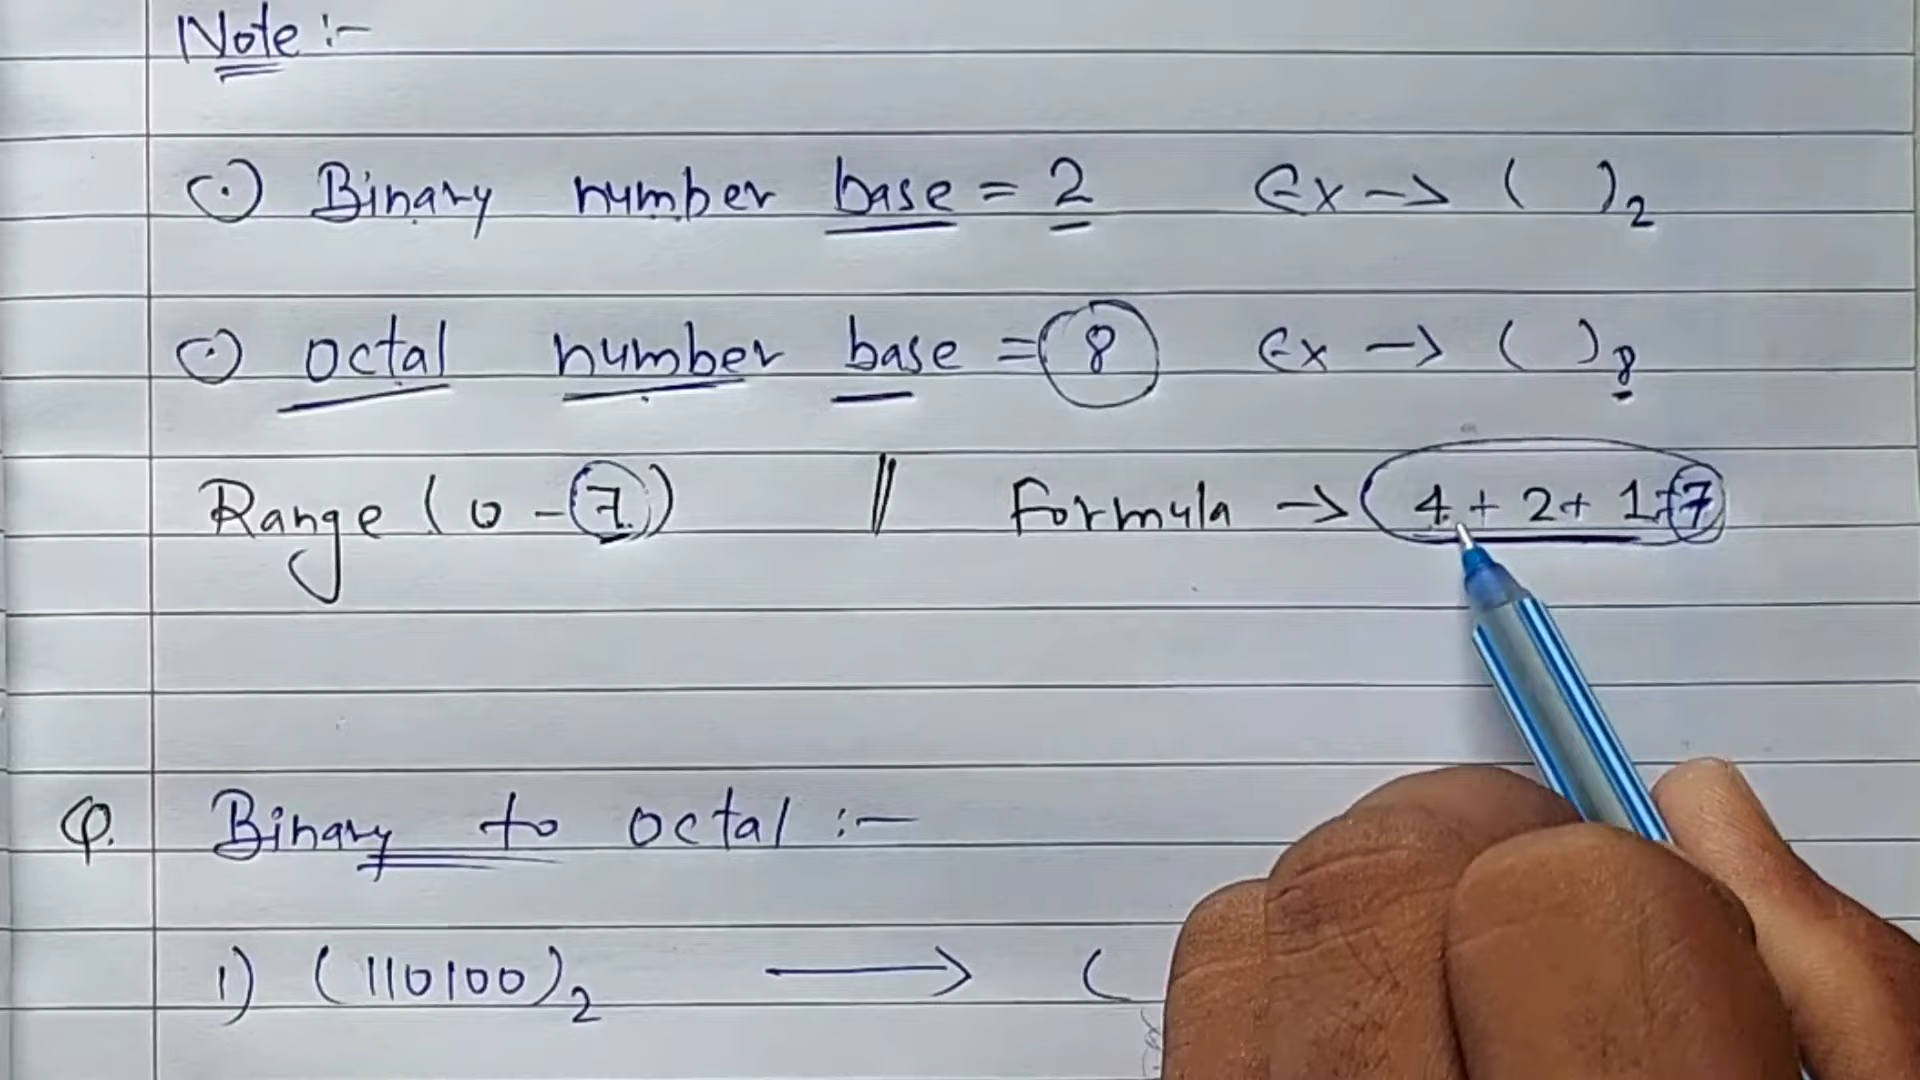 Note :-
⊙ Binary number base = 2 Ex -> ( )2
⊙ octal number base = 8 Ex -> ( )8
Range ( 0 - 7 ) || Formula -> 4 + 2 + 1 = 7
Q. Binary to octal :-
1) (110100)2 ⟶ (